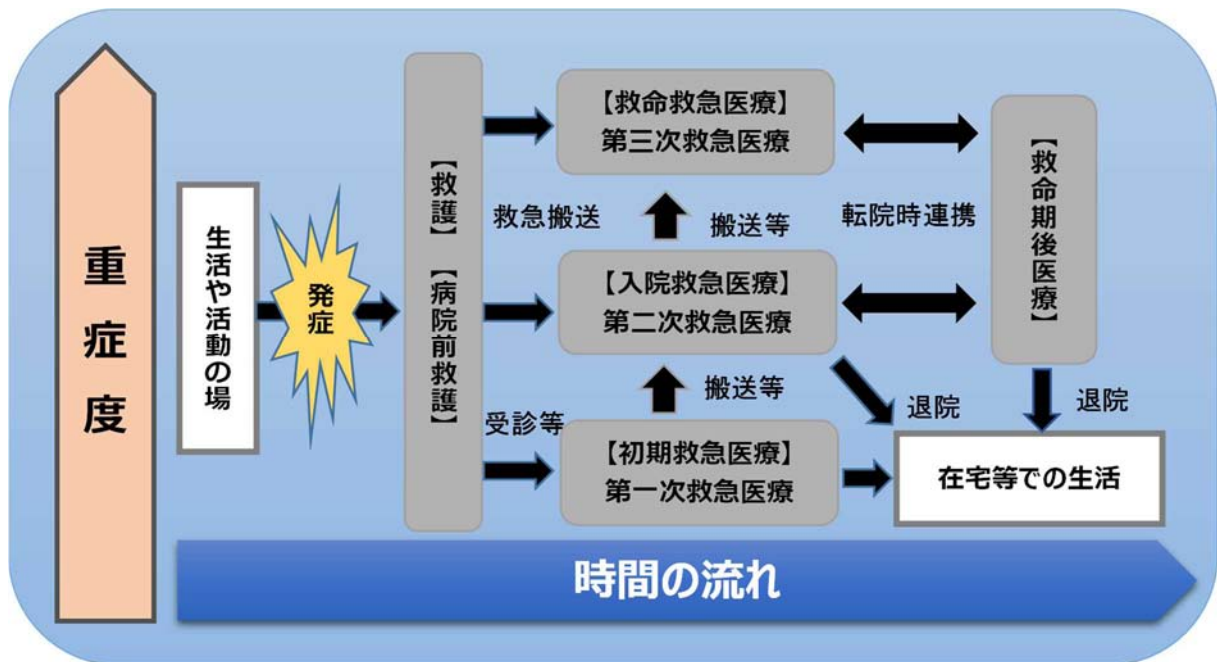 重症度
生活や活動の場
発症
【救護】【病院前救護】
救急搬送
受診等
【救命救急医療】
第三次救急医療
搬送等
【入院救急医療】
第二次救急医療
搬送等
【初期救急医療】
第一次救急医療
転院時連携
【救命期後医療】
退院
退院
在宅等での生活
時間の流れ